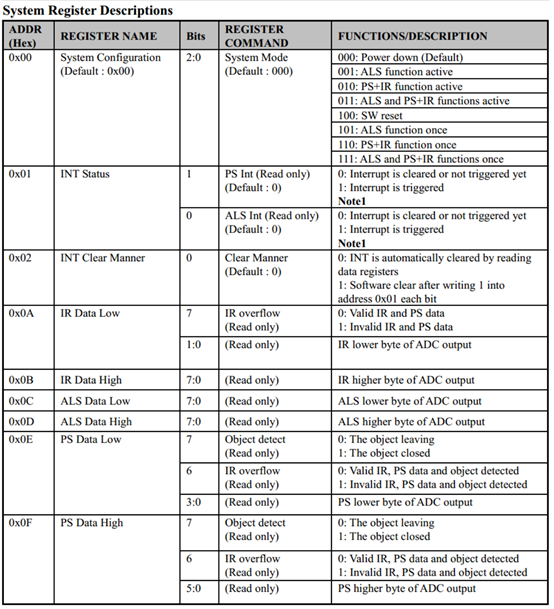 System Register Descriptions
ADDR (Hex) REGISTER NAME Bits REGISTER COMMAND FUNCTIONS/DESCRIPTION
0x00 System Configuration 2:0 System Mode 000: Power down (Default)
(Default : 0x00) (Default : 000) 001: ALS function active
010: PS+IR function active
011: ALS and PS+IR functions active
100: SW reset
101: ALS function once
110: PS+IR function once
111: ALS and PS+IR functions once
0x01 INT Status 1 PS Int (Read only) 0: Interrupt is cleared or not triggered yet
(Default : 0) 1: Interrupt is triggered
Note1
0 ALS Int (Read only) 0: Interrupt is cleared or not triggered yet
(Default : 0) 1: Interrupt is triggered
Note1
0x02 INT Clear Manner 0 Clear Manner 0: INT is automatically cleared by reading
(Default : 0) data registers
1: Software clear after writing 1 into
address 0x01 each bit
0x0A IR Data Low 7 IR overflow 0: Valid IR and PS data
(Read only) 1: Invalid IR and PS data
1:0 (Read only) IR lower byte of ADC output
0x0B IR Data High 7:0 (Read only) IR higher byte of ADC output
0x0C ALS Data Low 7:0 (Read only) ALS lower byte of ADC output
0x0D ALS Data High 7:0 (Read only) ALS higher byte of ADC output
0x0E PS Data Low 7 Object detect 0: The object leaving
(Read only) 1: The object closed
6 IR overflow 0: Valid IR, PS data and object detected
(Read only) 1: Invalid IR, PS data and object detected
3:0 (Read only) PS lower byte of ADC output
0x0F PS Data High 7 Object detect 0: The object leaving
(Read only) 1: The object closed
6 IR overflow 0: Valid IR, PS data and object detected
(Read only) 1: Invalid IR, PS data and object detected
5:0 (Read only) PS higher byte of ADC output